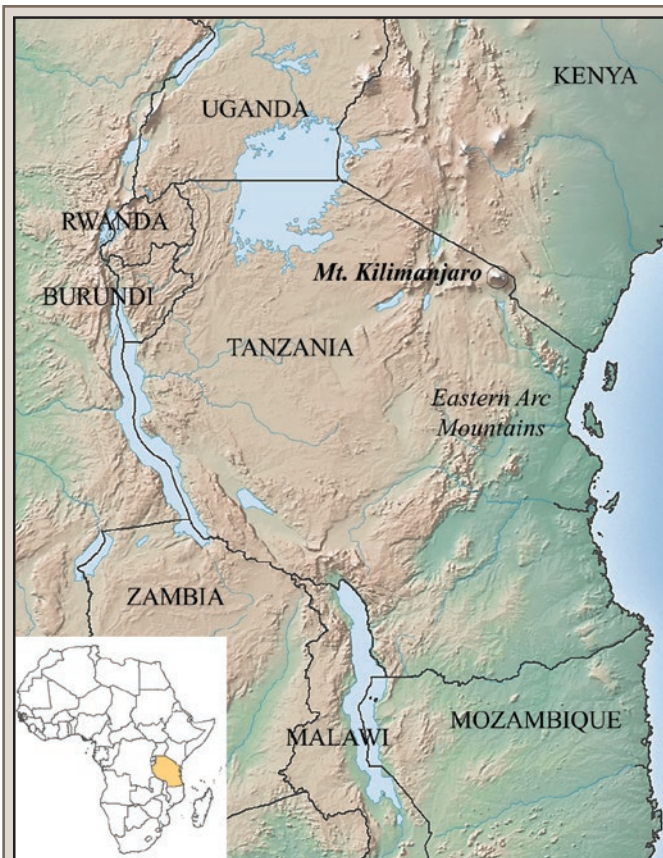 KENYA
UGANDA
RWANDA
Mt. Kilimanjaro
BURUNDI
TANZANIA
Eastern Arc
Mountains
ZAMBIA
MOZAMBIQUE
MALAWI